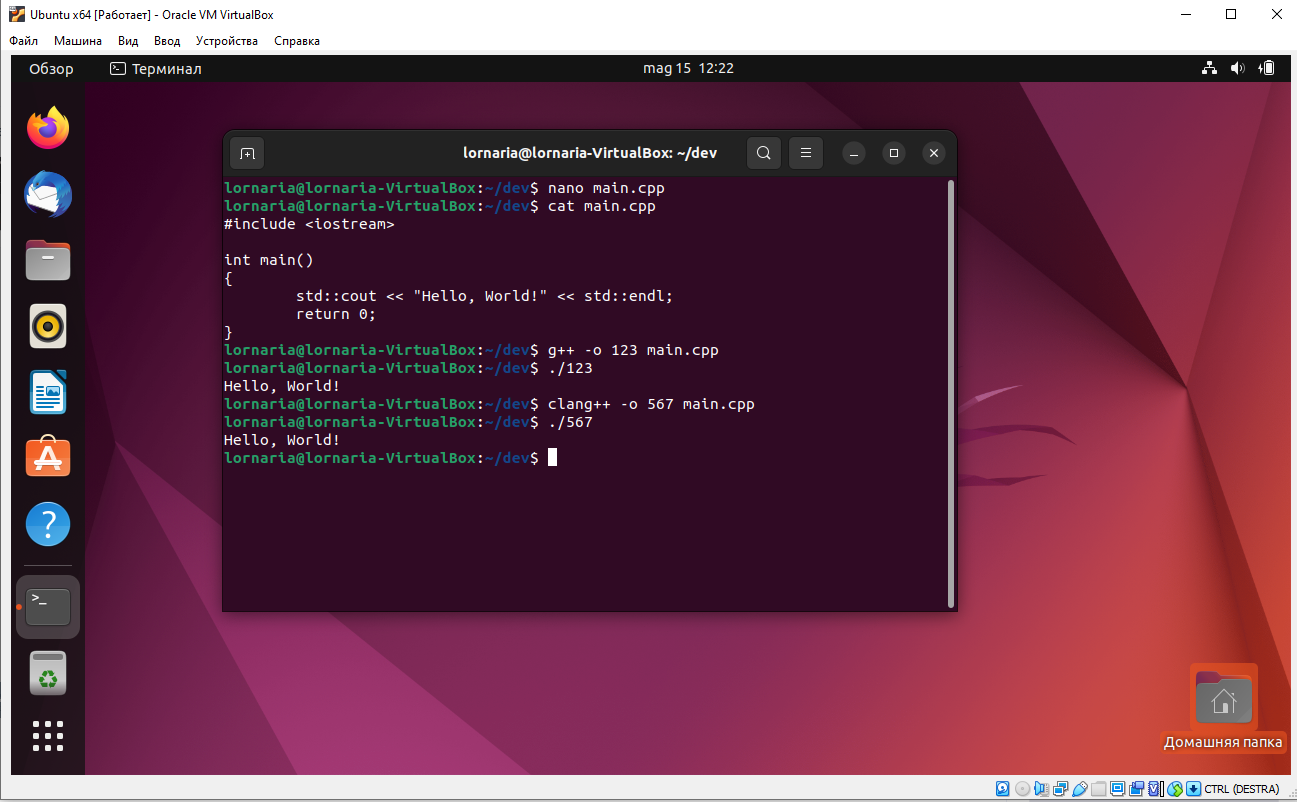 Ubuntu x64 [Работает] - Oracle VM VirtualBox
Файл Машина Вид Ввод Устройства Справка
Обзор Терминал mag 15 12:22
lornaria@lornaria-VirtualBox: ~/dev
lornaria@lornaria-VirtualBox:~/dev$ nano main.cpp
lornaria@lornaria-VirtualBox:~/dev$ cat main.cpp
#include <iostream>
int main()
{
        std::cout << "Hello, World!" << std::endl;
        return 0;
}
lornaria@lornaria-VirtualBox:~/dev$ g++ -o 123 main.cpp
lornaria@lornaria-VirtualBox:~/dev$ ./123
Hello, World!
lornaria@lornaria-VirtualBox:~/dev$ clang++ -o 567 main.cpp
lornaria@lornaria-VirtualBox:~/dev$ ./567
Hello, World!
lornaria@lornaria-VirtualBox:~/dev$
Домашняя папка
CTRL (DESTRA)